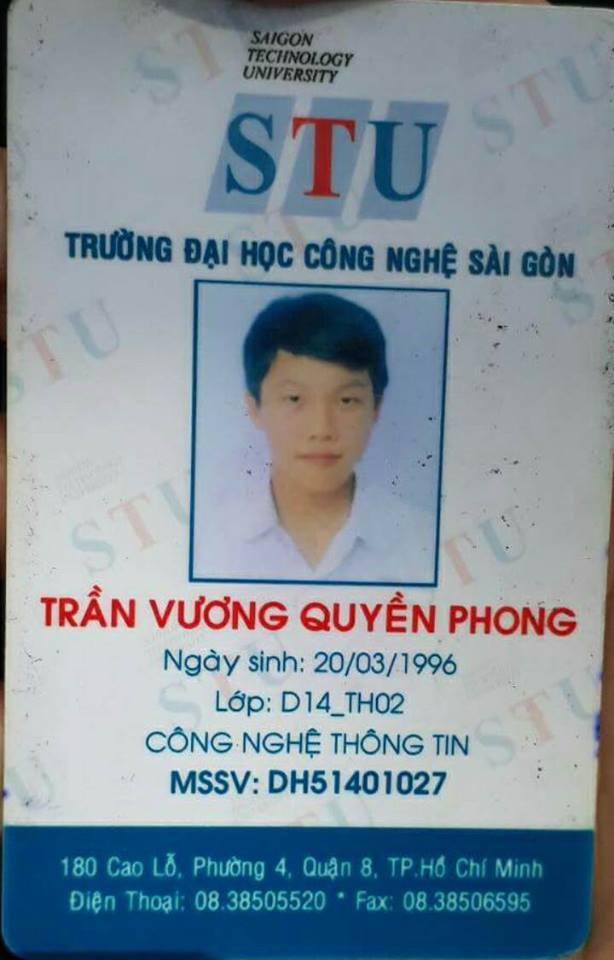 SAIGON
TECHNOLOGY
UNIVERSITY
STU
TRƯỜNG ĐẠI HỌC CÔNG NGHỆ SÀI GÒN
TRẦN VƯƠNG QUYỀN PHONG
Ngày sinh: 20/03/1996
Lớp: D14_TH02
CÔNG NGHỆ THÔNG TIN
MSSV: DH51401027
180 Cao Lỗ, Phường 4, Quận 8, TP.Hồ Chí Minh
Điện Thoại: 08.38505520 * Fax: 08.38506595